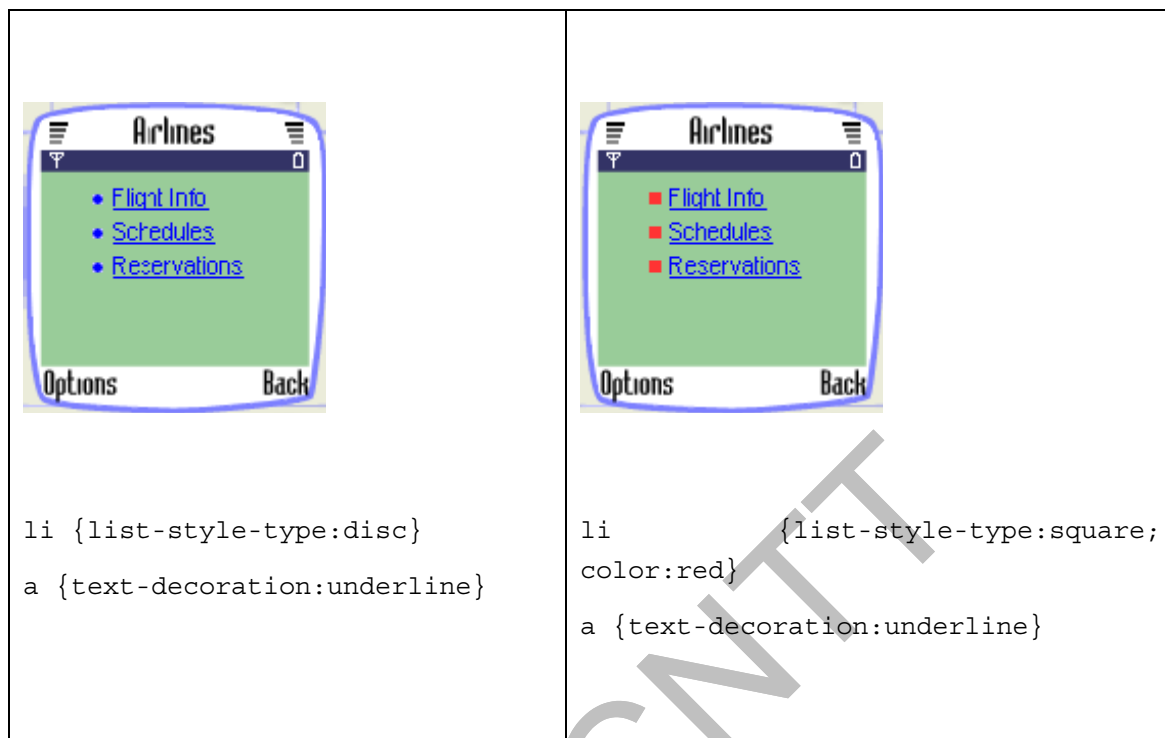 Airlines
Flight Info
Schedules
Reservations
Options Back
li {list-style-type:disc}
a {text-decoration:underline}
Airlines
Flight Info
Schedules
Reservations
Options Back
li {list-style-type:square;
color:red}
a {text-decoration:underline}
CNTT